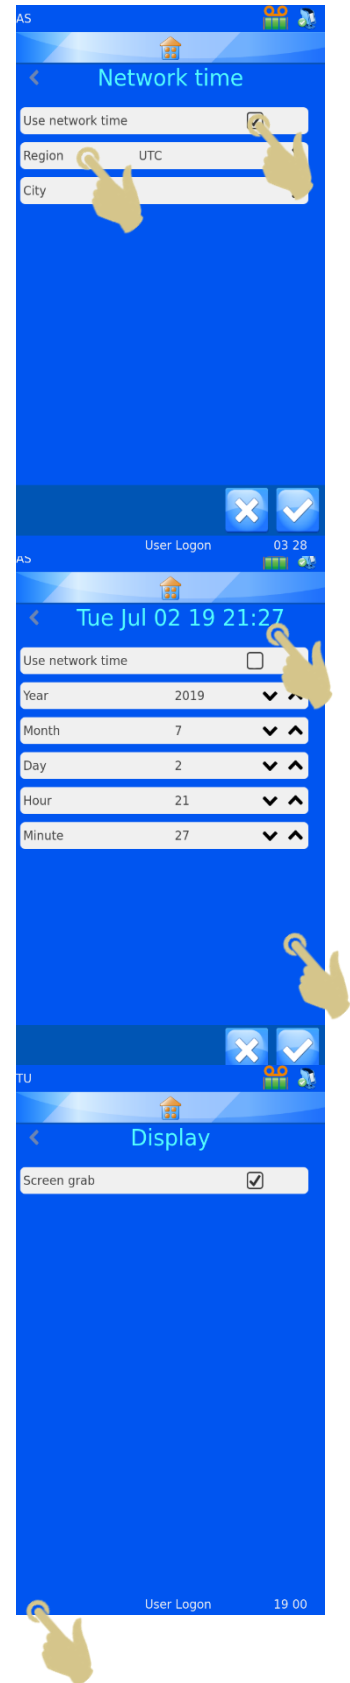 AS
Network time
Use network time
Region UTC
City
User Logon 03 28
AS
Tue Jul 02 19 21:27
Use network time
Year 2019
Month 7
Day 2
Hour 21
Minute 27
TU
Display
Screen grab
User Logon 19 00